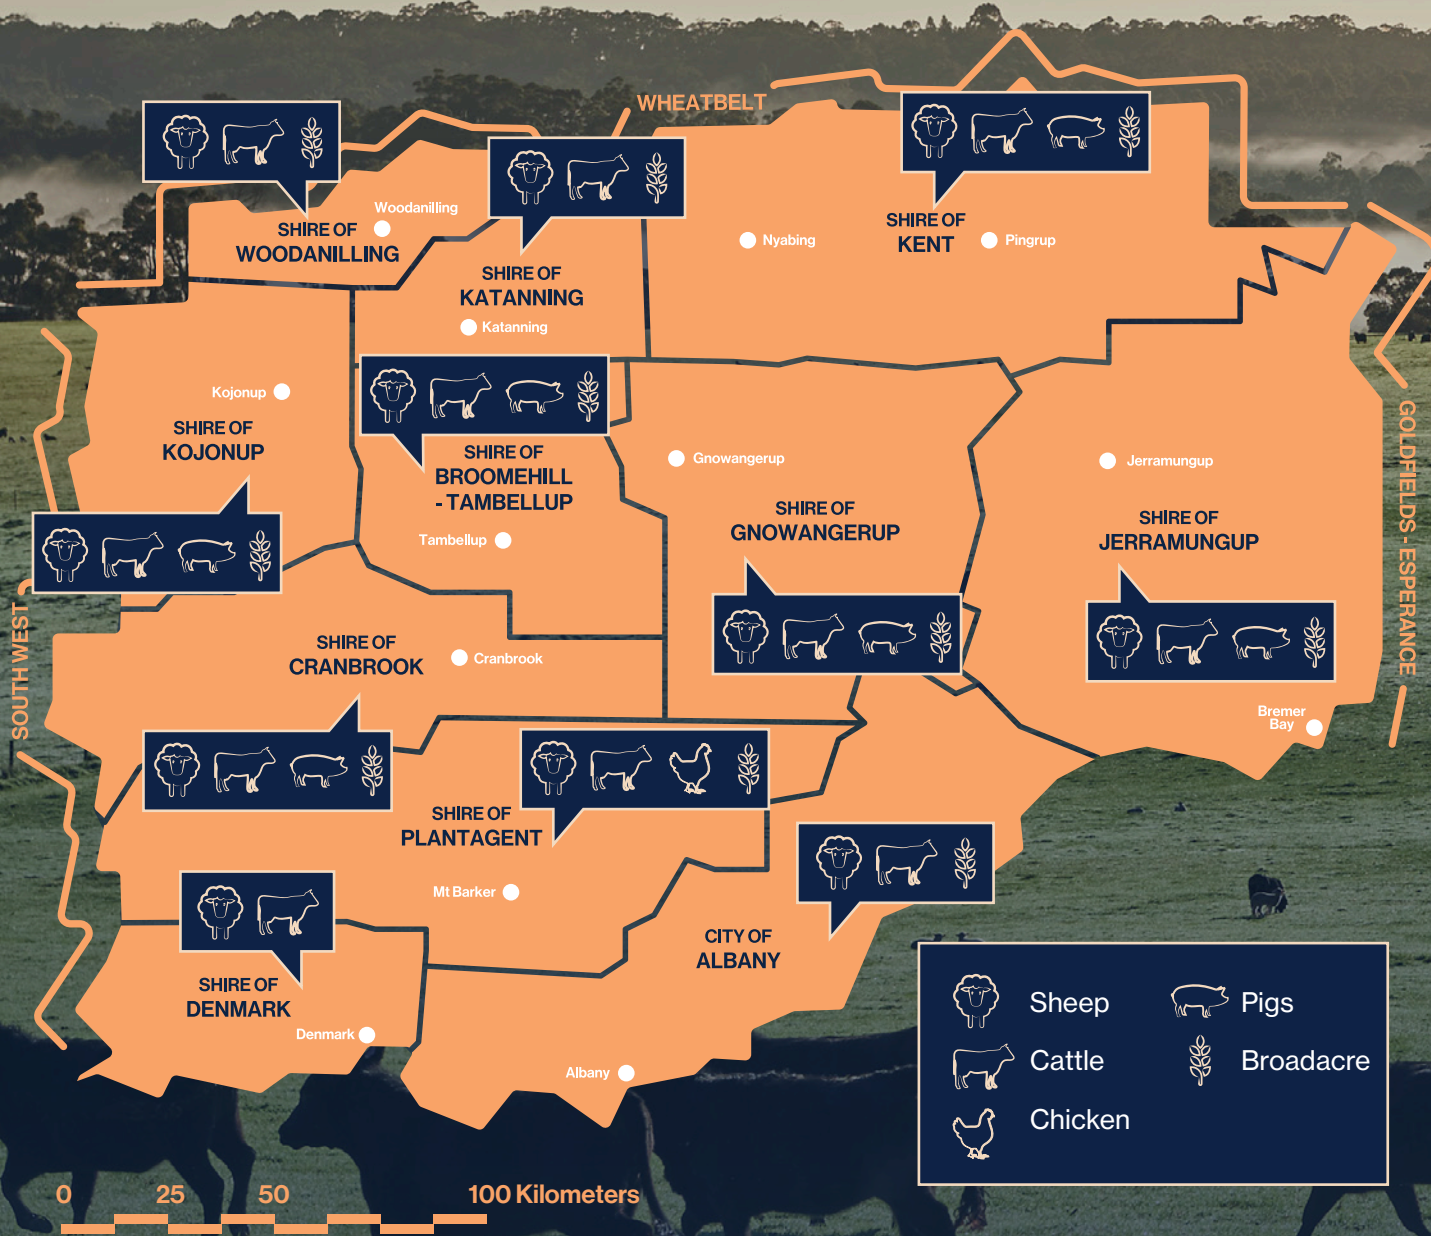 WHEATBELT
Woodanilling
SHIRE OF
WOODANILLING
SHIRE OF
KATANNING
Katanning
Nyabing
SHIRE OF
KENT
Pingrup
Kojonup
SHIRE OF
KOJONUP
SHIRE OF
BROOMEHILL
- TAMBELLUP
Tambellup
Gnowangerup
SHIRE OF
GNOWANGERUP
Jerramungup
SHIRE OF
JERRAMUNGUP
GOLDFIELDS - ESPERANCE
SOUTH WEST
SHIRE OF
CRANBROOK
Cranbrook
Bremer
Bay
SHIRE OF
PLANTAGENT
Mt Barker
CITY OF
ALBANY
SHIRE OF
DENMARK
Denmark
Albany
Sheep
Pigs
Cattle
Broadacre
Chicken
0 25 50 100 Kilometers